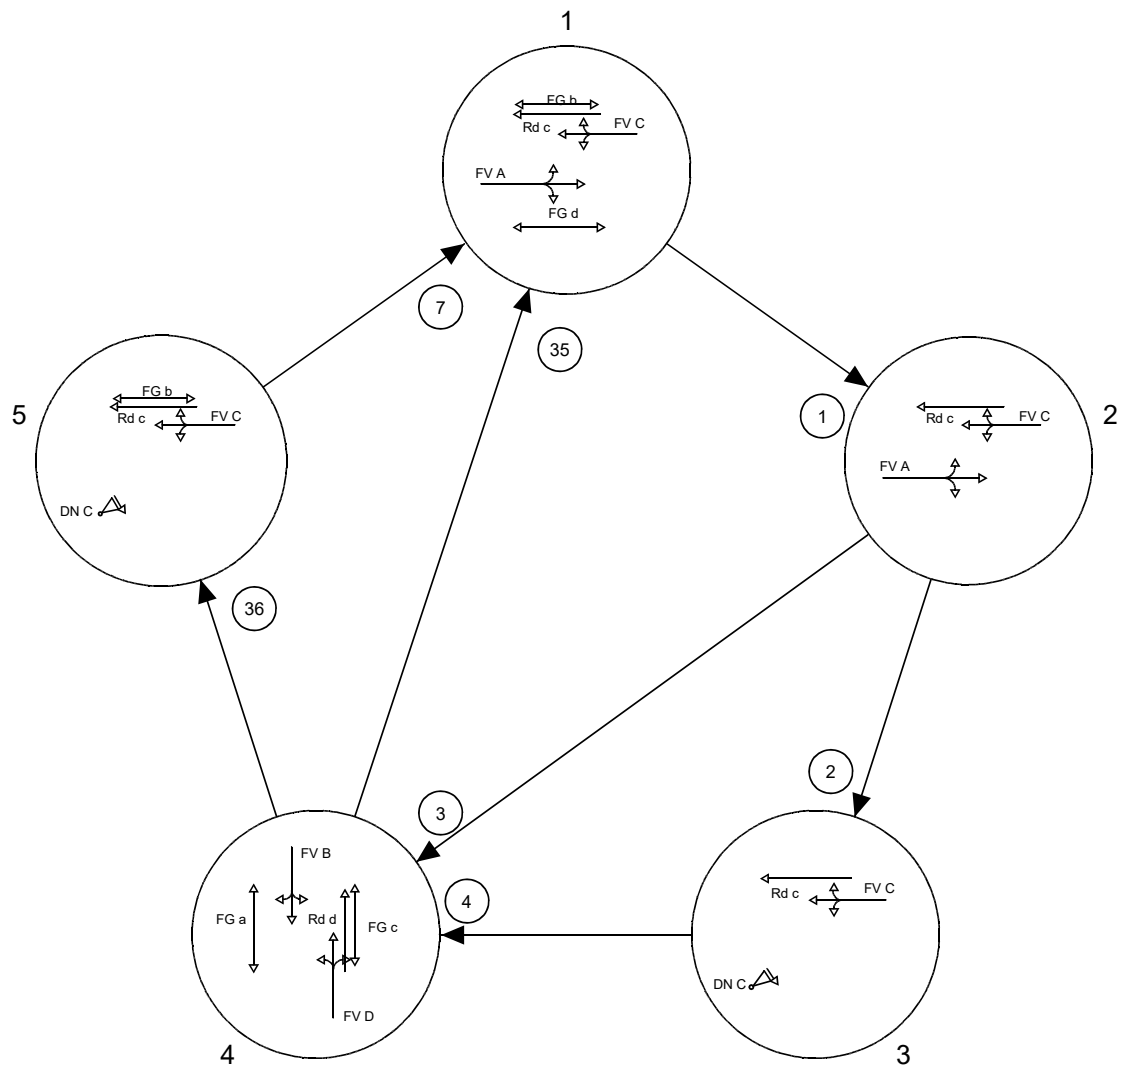 1
FG b
Rd c
FV C
FV A
FG d
7
35
5
FG b
Rd c
FV C
DN C
1
2
Rd c
FV C
FV A
36
2
3
4
FV B
FG a
Rd d
FG c
FV D
4
Rd c
FV C
DN C
3